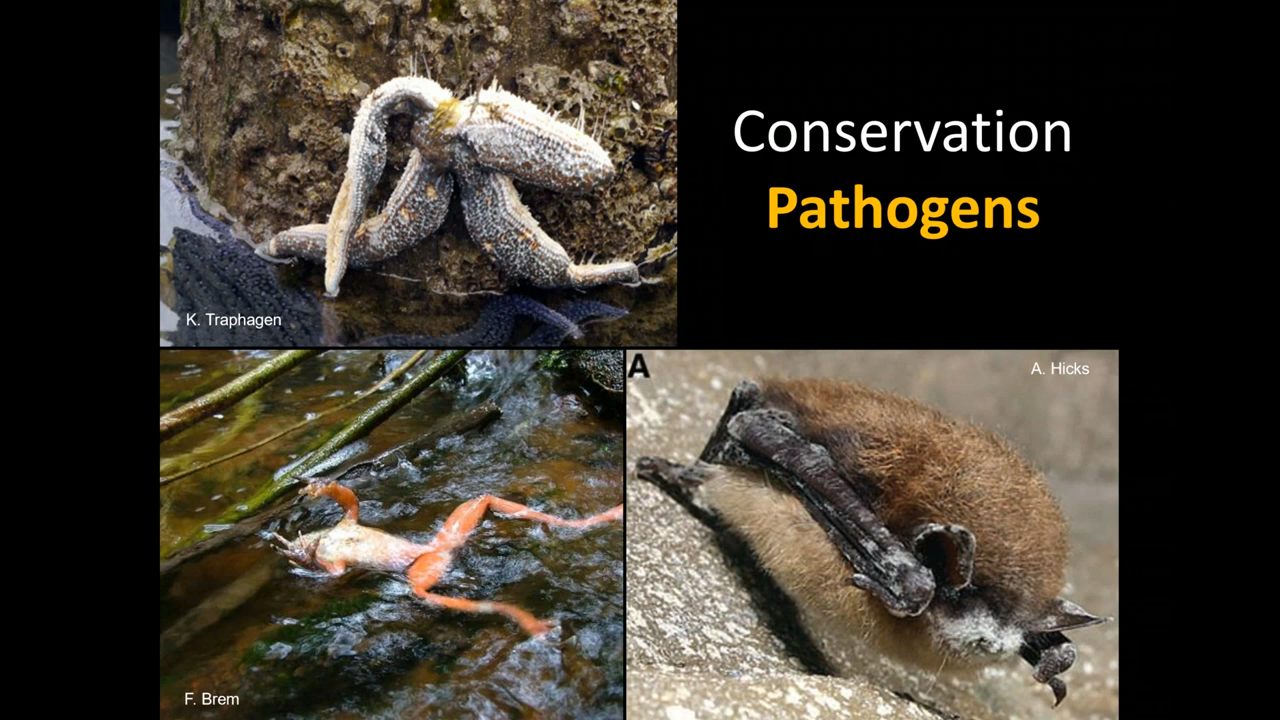 Conservation
Pathogens
K. Traphagen
A
A. Hicks
F. Brem